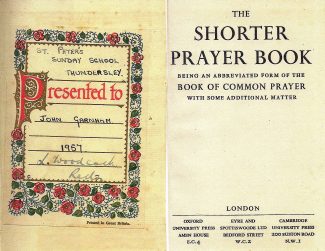 ST. PETER'S
SUNDAY SCHOOL
THUNDERSLEY.
Presented to
JOHN GARNHAM
1957
L. Woodcock
Printed in Great Britain.
THE
SHORTER
PRAYER BOOK
BEING AN ABBREVIATED FORM OF THE
BOOK OF COMMON PRAYER
WITH SOME ADDITIONAL MATTER
LONDON
OXFORD
UNIVERSITY PRESS
AMEN HOUSE
E.C.4
EYRE AND
SPOTTISWOODE LTD
BEDFORD STREET
W.C.2
CAMBRIDGE
UNIVERSITY PRESS
200 EUSTON ROAD
N.W.1